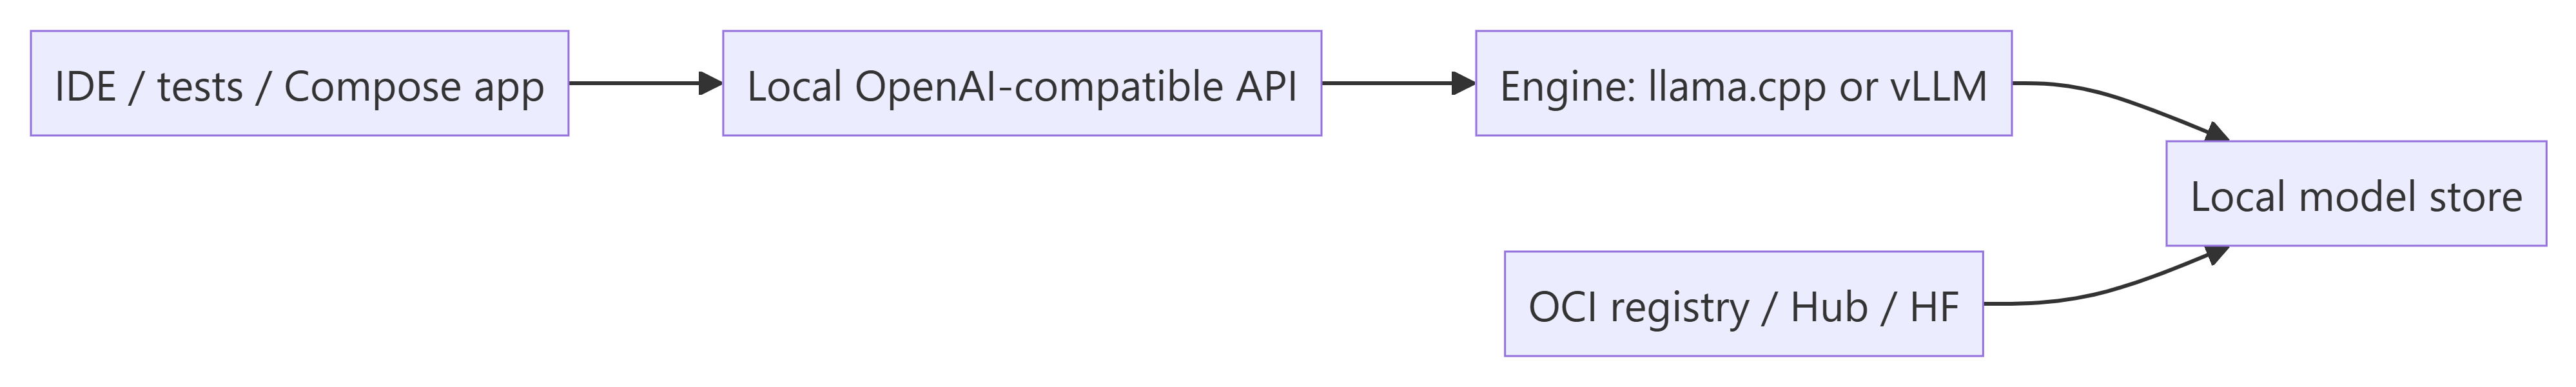 IDE / tests / Compose app
Local OpenAI-compatible API
Engine: llama.cpp or vLLM
Local model store
OCI registry / Hub / HF